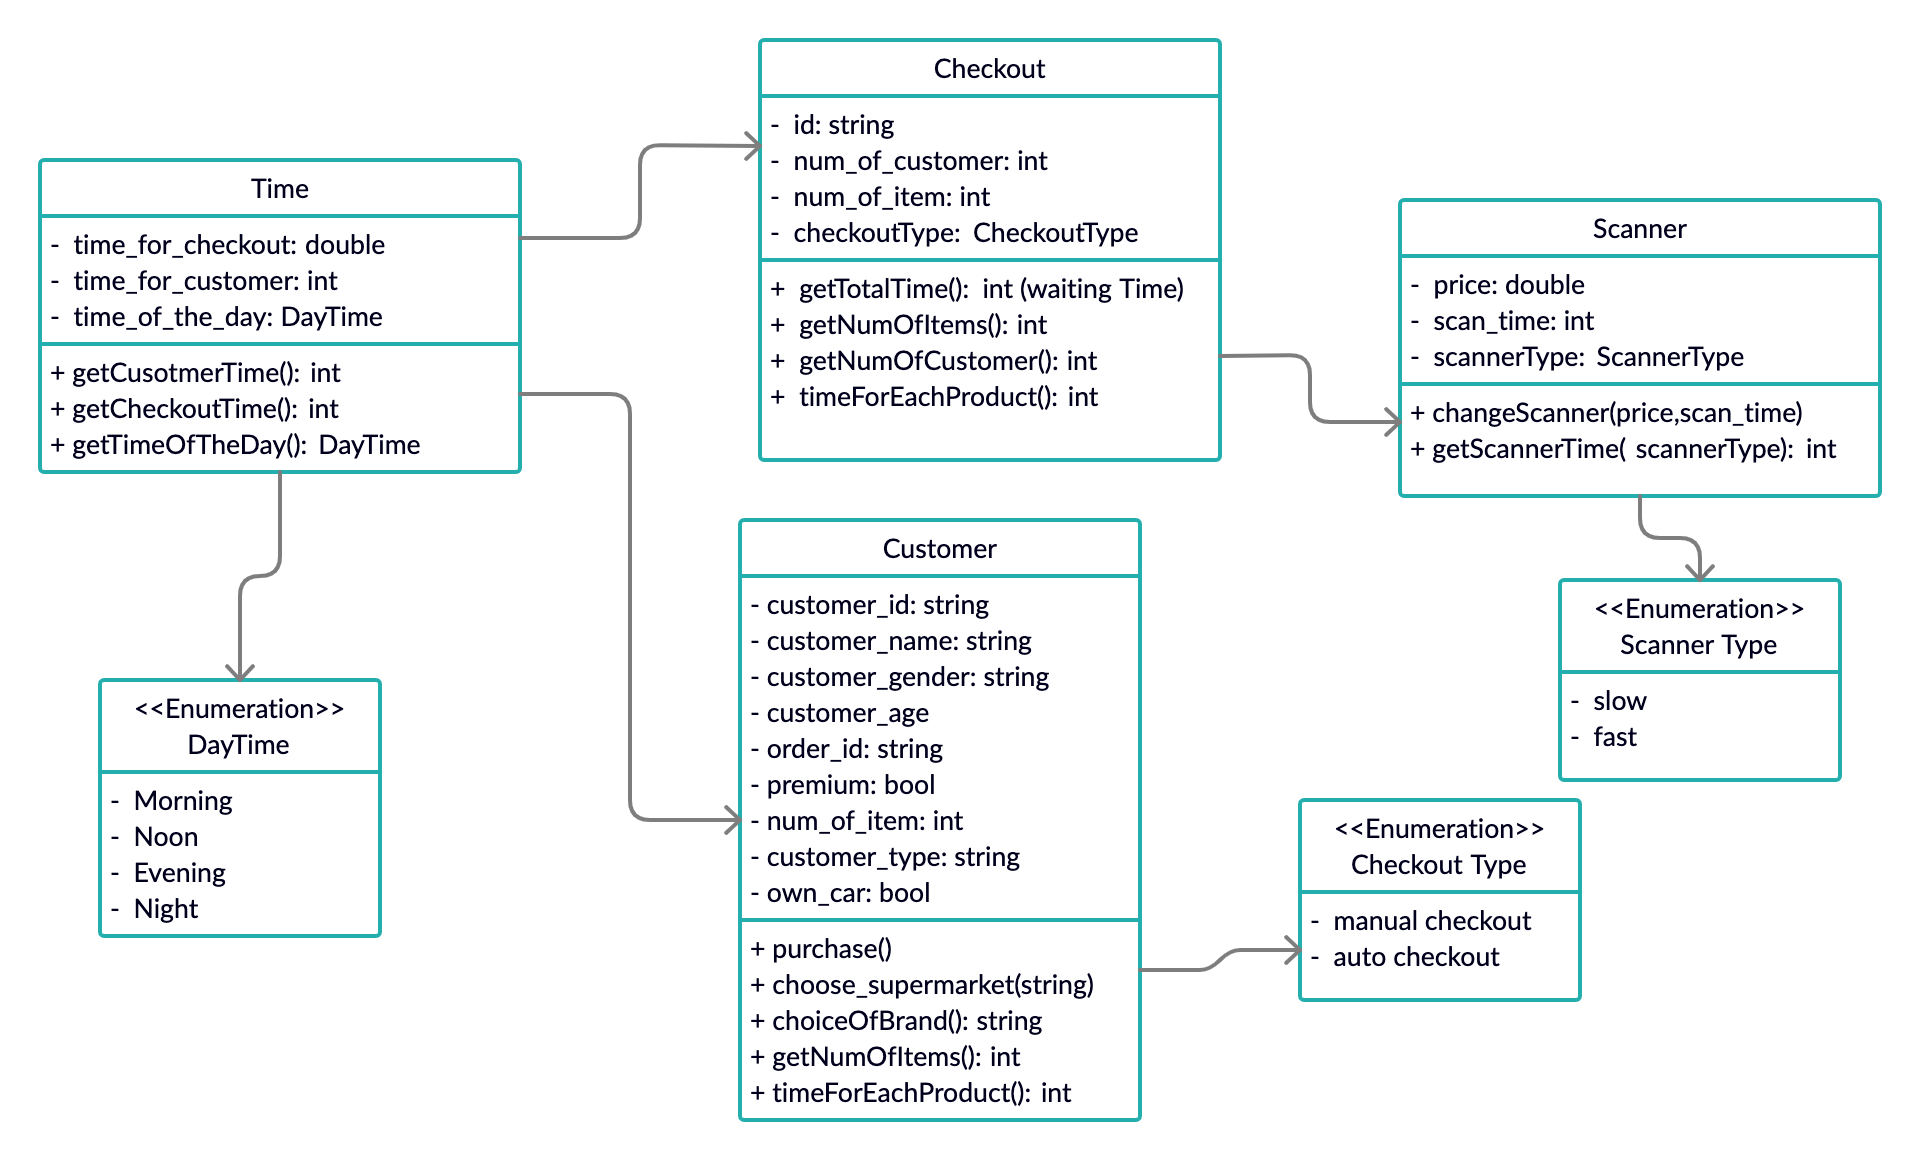 Time
- time_for_checkout: double
- time_for_customer: int
- time_of_the_day: DayTime
+ getCusotmerTime(): int
+ getCheckoutTime(): int
+ getTimeOfTheDay(): DayTime
Checkout
- id: string
- num_of_customer: int
- num_of_item: int
- checkoutType: CheckoutType
+ getTotalTime(): int (waiting Time)
+ getNumOfItems(): int
+ getNumOfCustomer(): int
+ timeForEachProduct(): int
Scanner
- price: double
- scan_time: int
- scannerType: ScannerType
+ changeScanner(price,scan_time)
+ getScannerTime( scannerType): int
<<Enumeration>>
DayTime
- Morning
- Noon
- Evening
- Night
Customer
- customer_id: string
- customer_name: string
- customer_gender: string
- customer_age
- order_id: string
- premium: bool
- num_of_item: int
- customer_type: string
- own_car: bool
+ purchase()
+ choose_supermarket(string)
+ choiceOfBrand(): string
+ getNumOfItems(): int
+ timeForEachProduct(): int
<<Enumeration>>
Scanner Type
- slow
- fast
<<Enumeration>>
Checkout Type
- manual checkout
- auto checkout